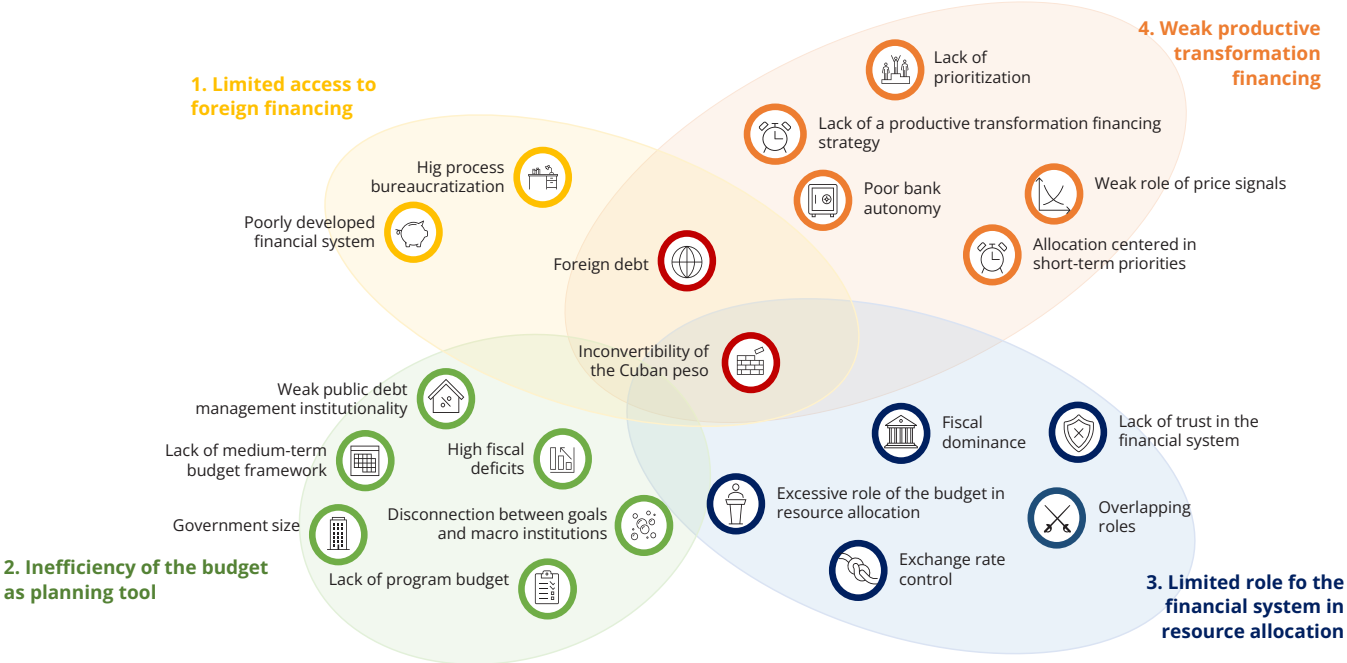 4. Weak productive
transformation
financing
Lack of
prioritization
1. Limited access to
foreign financing
Lack of a productive transformation financing
strategy
Hig process
bureaucratization
Poor bank
autonomy
Weak role of price signals
Poorly developed
financial system
Foreign debt
Allocation centered in
short-term priorities
Inconvertibility of
the Cuban peso
Weak public debt
management institutionality
Fiscal
dominance
Lack of trust in the
financial system
Lack of medium-term
budget framework
High fiscal
deficits
Excessive role of the budget in
resource allocation
Overlapping
roles
Government size
Disconnection between goals
and macro institutions
Exchange rate
control
2. Inefficiency of the budget
as planning tool
Lack of program budget
3. Limited role fo the
financial system in
resource allocation